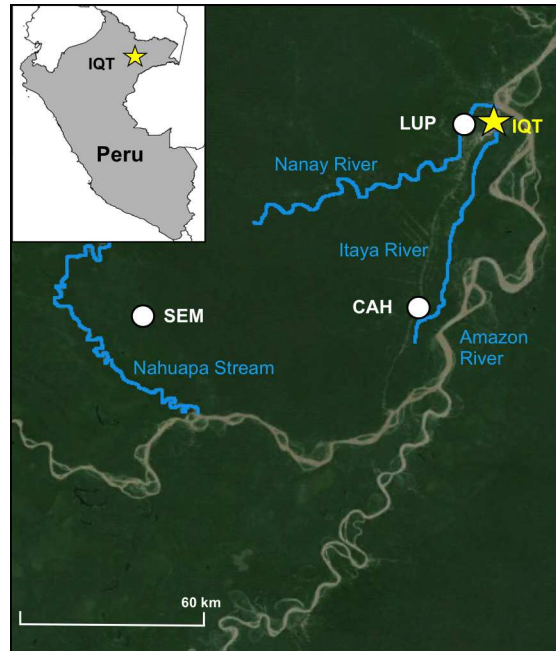 IQT
Peru
LUP
IQT
Nanay River
Itaya River
SEM
CAH
Amazon
River
Nahuapa Stream
60 km